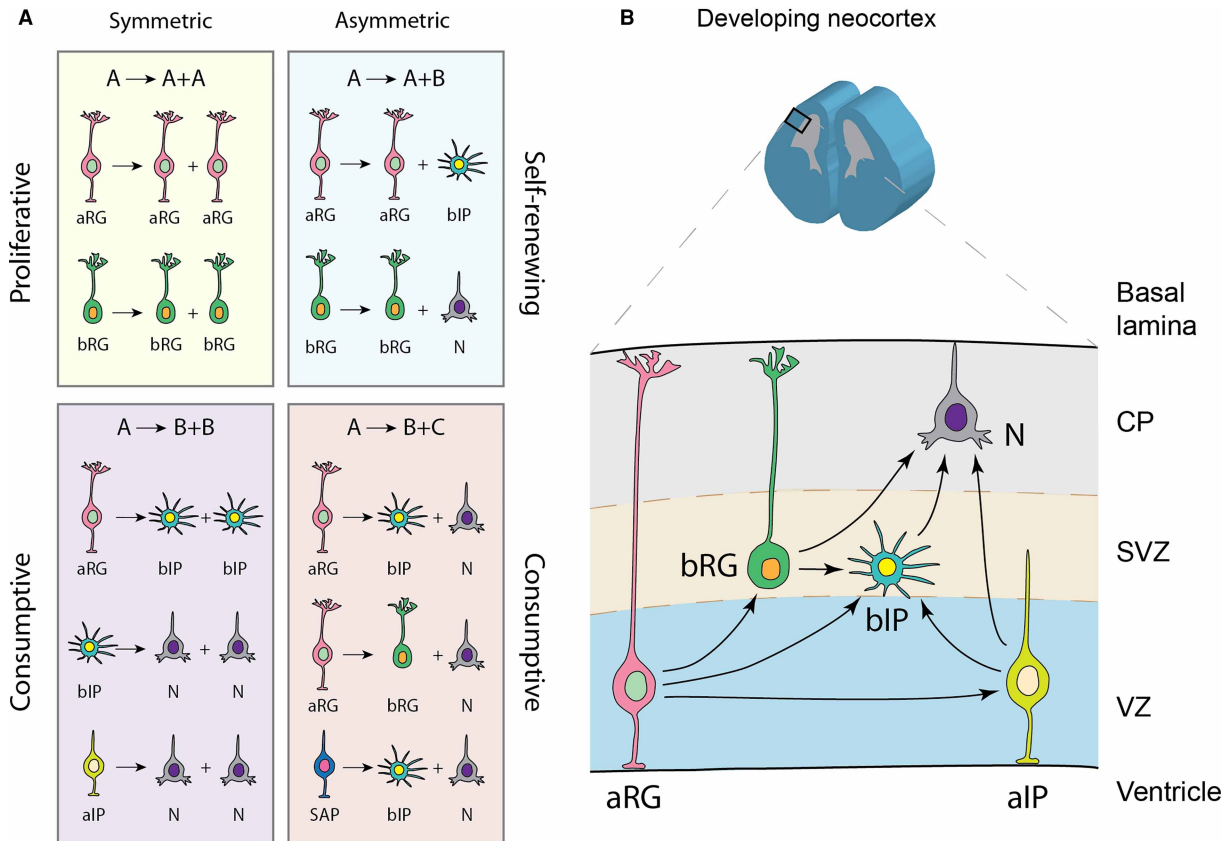 A
Symmetric
Asymmetric
Proliferative
Self-renewing
A → A+A
aRG → aRG + aRG
bRG → bRG + bRG
A → A+B
aRG → aRG + bIP
bRG → bRG + N
Consumptive
Consumptive
A → B+B
aRG → bIP + bIP
bIP → N + N
aIP → N + N
A → B+C
aRG → bIP + N
aRG → bRG + N
SAP → bIP + N
B
Developing neocortex
Basal
lamina
CP
N
SVZ
bRG
bIP
VZ
Ventricle
aRG
aIP